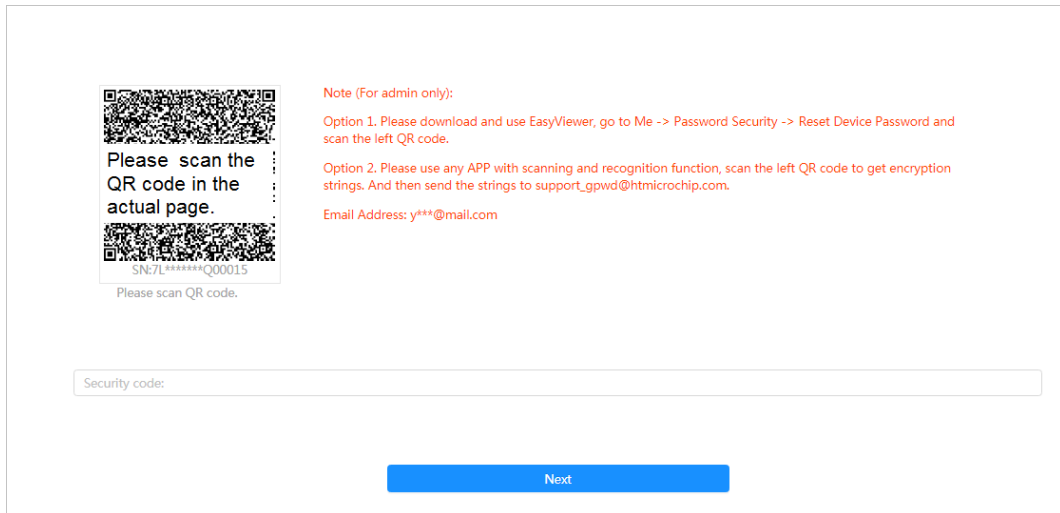 Please scan the
QR code in the
actual page.
SN:7L*******Q00015
Please scan QR code.
Note (For admin only):
Option 1. Please download and use EasyViewer, go to Me -> Password Security -> Reset Device Password and
scan the left QR code.
Option 2. Please use any APP with scanning and recognition function, scan the left QR code to get encryption
strings. And then send the strings to support_gpwd@htmicrochip.com.
Email Address: y***@mail.com
Security code:
Next